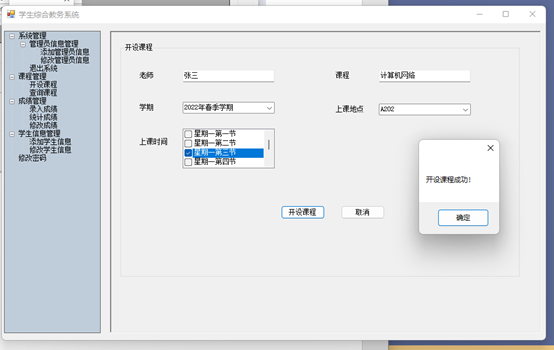 学生综合教务系统
系统管理
管理员信息管理
添加管理员信息
修改管理员信息
退出系统
课程管理
开设课程
查询课程
成绩管理
录入成绩
统计成绩
修改成绩
学生信息管理
添加学生信息
修改学生信息
修改密码
开设课程
老师 张三 课程 计算机网络
学期 2022年春季学期 上课地点 A202
上课时间 星期一第一节
星期一第二节
星期一第三节
星期一第四节
开设课程 取消
开设课程成功!
确定